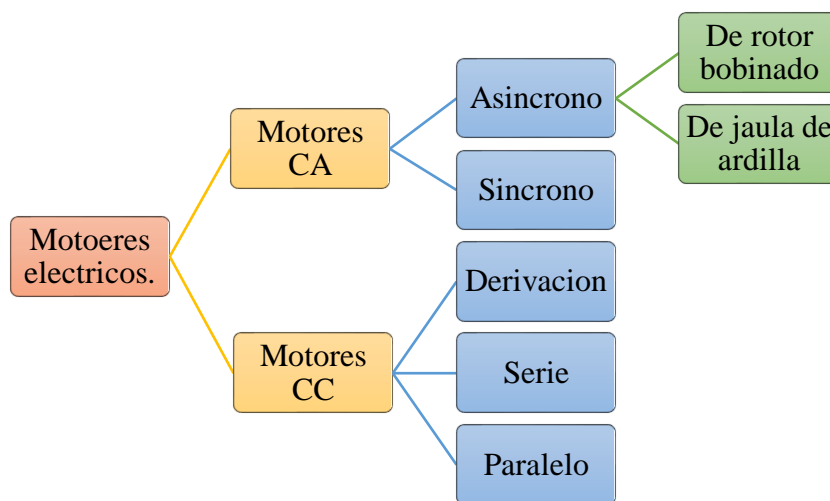 De rotor
bobinado
Asincrono
De jaula de
ardilla
Motores
CA
Sincrono
Motoeres
electricos.
Derivacion
Motores
CC
Serie
Paralelo